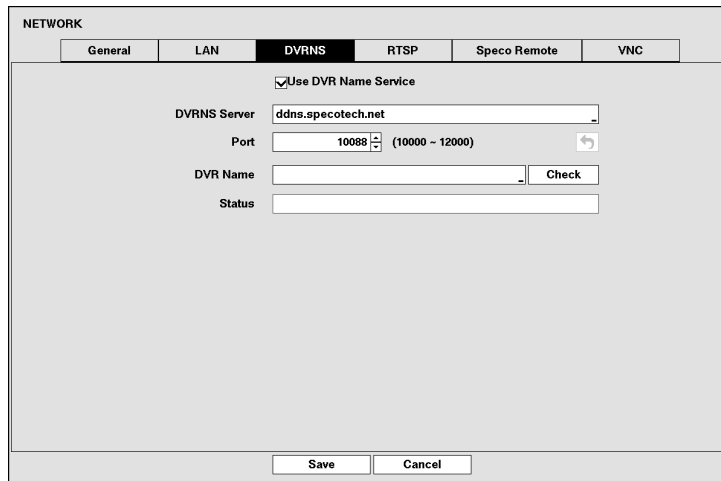 NETWORK
General LAN DVRNS RTSP Speco Remote VNC
Use DVR Name Service
DVRNS Server ddns.specotech.net
Port 10088 (10000 ~ 12000)
DVR Name Check
Status
Save Cancel